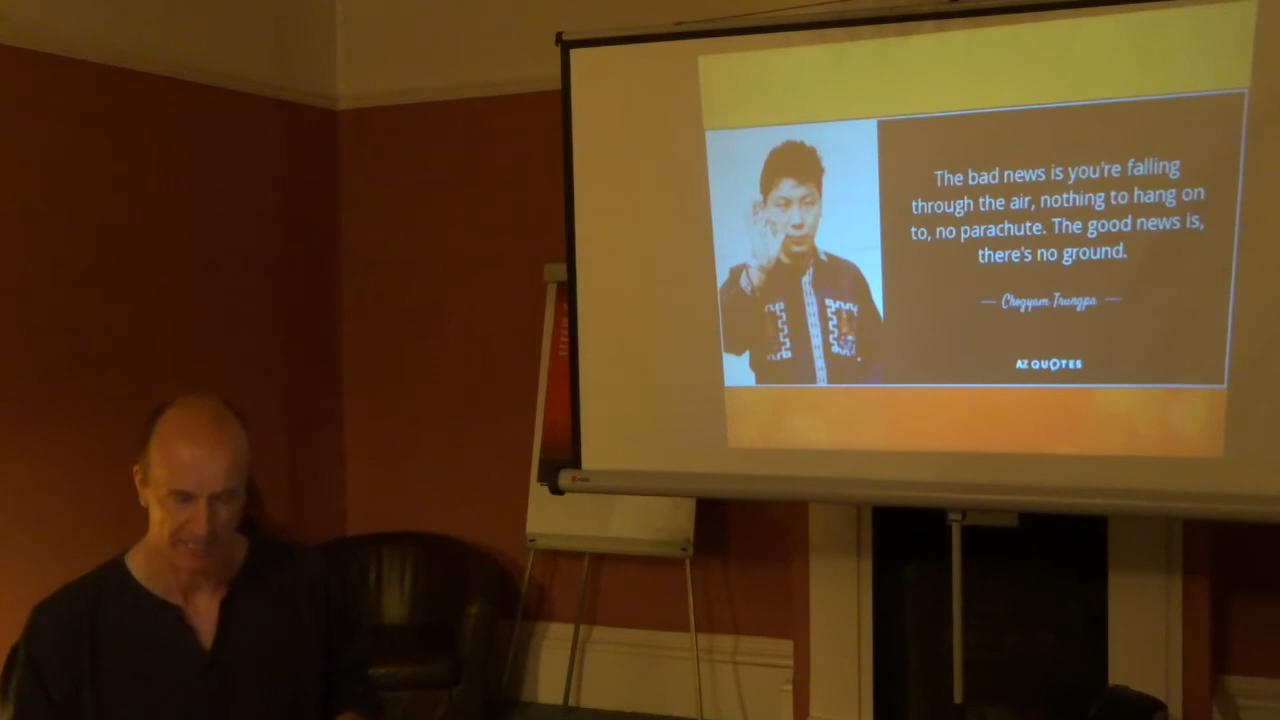 The bad news is you're falling
through the air, nothing to hang on
to, no parachute. The good news is,
there's no ground.
— Chogyam Trungpa —
AZ QUOTES